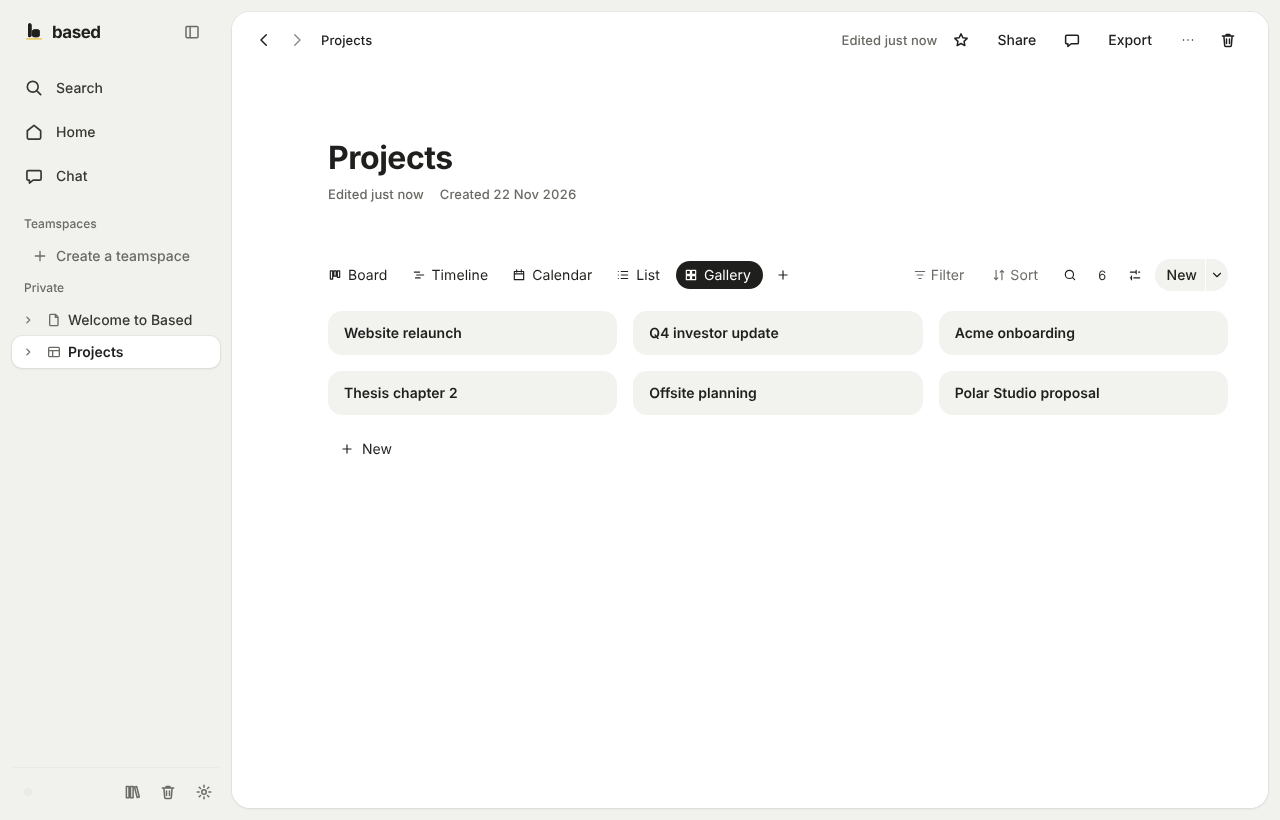 based
Search
Home
Chat
Teamspaces
Create a teamspace
Private
Welcome to Based
Projects
Projects
Edited just now
Share
Export
Projects
Edited just now Created 22 Nov 2026
Board Timeline Calendar List Gallery
Filter Sort 6 New
Website relaunch
Q4 investor update
Acme onboarding
Thesis chapter 2
Offsite planning
Polar Studio proposal
New